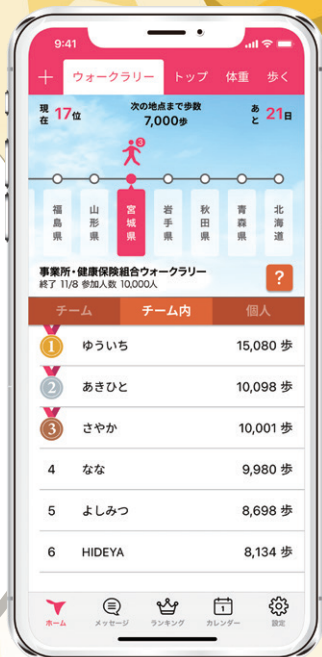 9:41
ウォークラリー トップ 体重 歩く
現在 17位
次の地点まで歩数
7,000歩
あと 21日
3
福島県
山形県
宮城県
岩手県
秋田県
青森県
北海道
事業所・健康保険組合ウォークラリー
終了 11/8 参加人数 10,000人
?
チーム チーム内 個人
1 ゆういち 15,080 歩
2 あきひと 10,098 歩
3 さやか 10,001 歩
4 なな 9,980 歩
5 よしみつ 8,698 歩
6 HIDEYA 8,134 歩
1
ホーム メッセージ ランキング カレンダー 設定